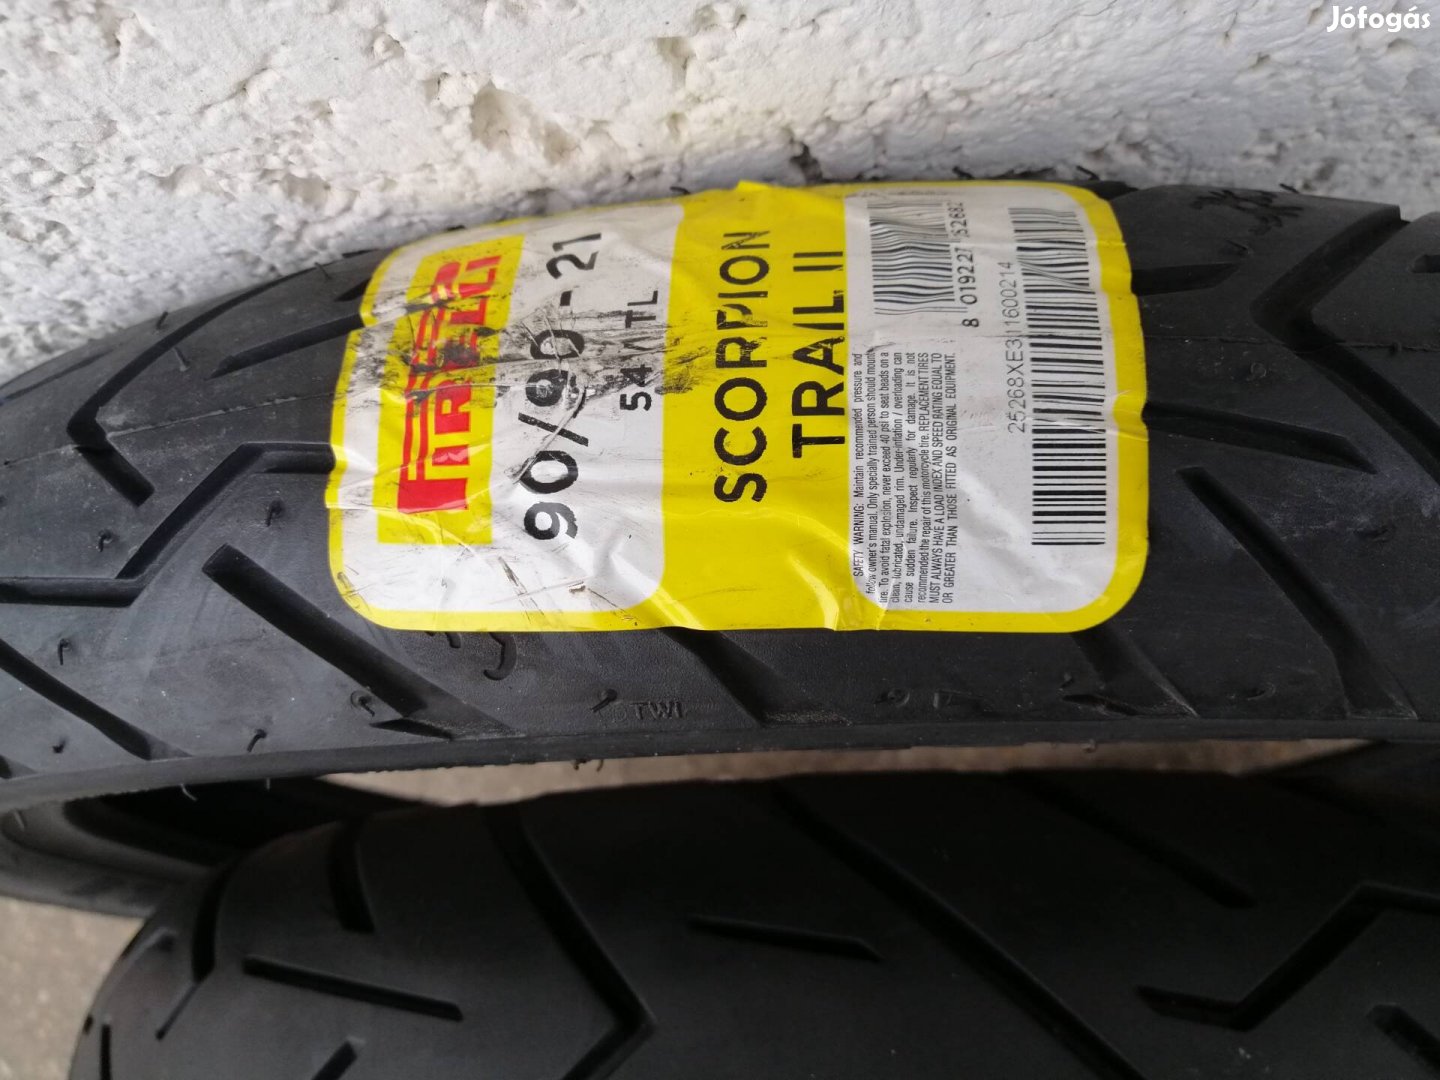 Jófogás
PIRELLI
90/90-21
54 TL
SCORPION
TRAIL II
8 019227 252682
SAFETY WARNING: Maintain recommended pressure and
follow owner's manual. Only specially trained person should mount
tire. To avoid fatal explosion, never exceed 40 psi to seat beads on a
clean, lubricated, undamaged rim. Under-inflation / overloading can
cause sudden failure. Inspect regularly for damage. It is not
recommended the repair of this motorcycle tire. REPLACEMENT TIRES
MUST ALWAYS HAVE A LOAD INDEX AND SPEED RATING EQUAL TO
OR GREATER THAN THOSE FITTED AS ORIGINAL EQUIPMENT.
25268XE311600214
TWI